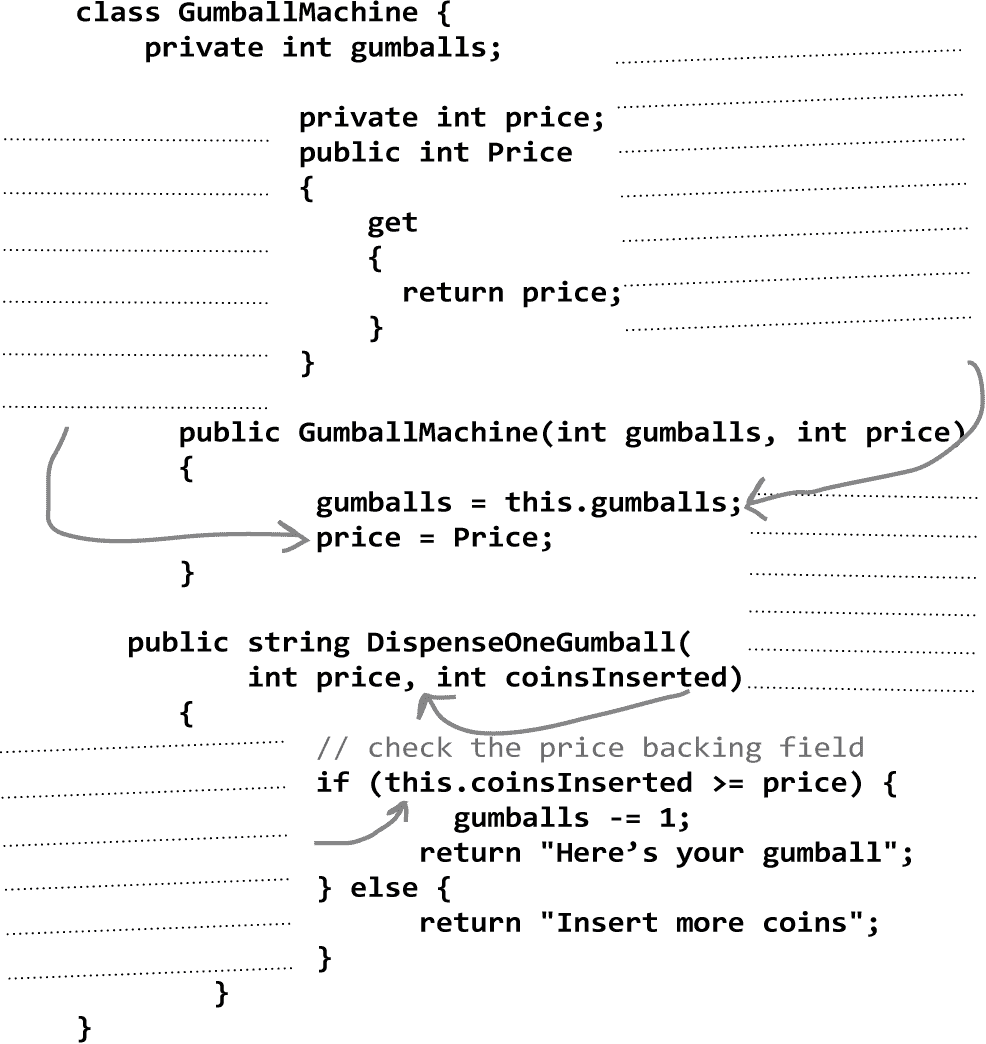 class GumballMachine {
private int gumballs;
private int price;
public int Price
{
get
{
return price;
}
}
public GumballMachine(int gumballs, int price)
{
gumballs = this.gumballs;
price = Price;
}
public string DispenseOneGumball(
int price, int coinsInserted)
{
// check the price backing field
if (this.coinsInserted >= price) {
gumballs -= 1;
return "Here’s your gumball";
} else {
return "Insert more coins";
}
}
}